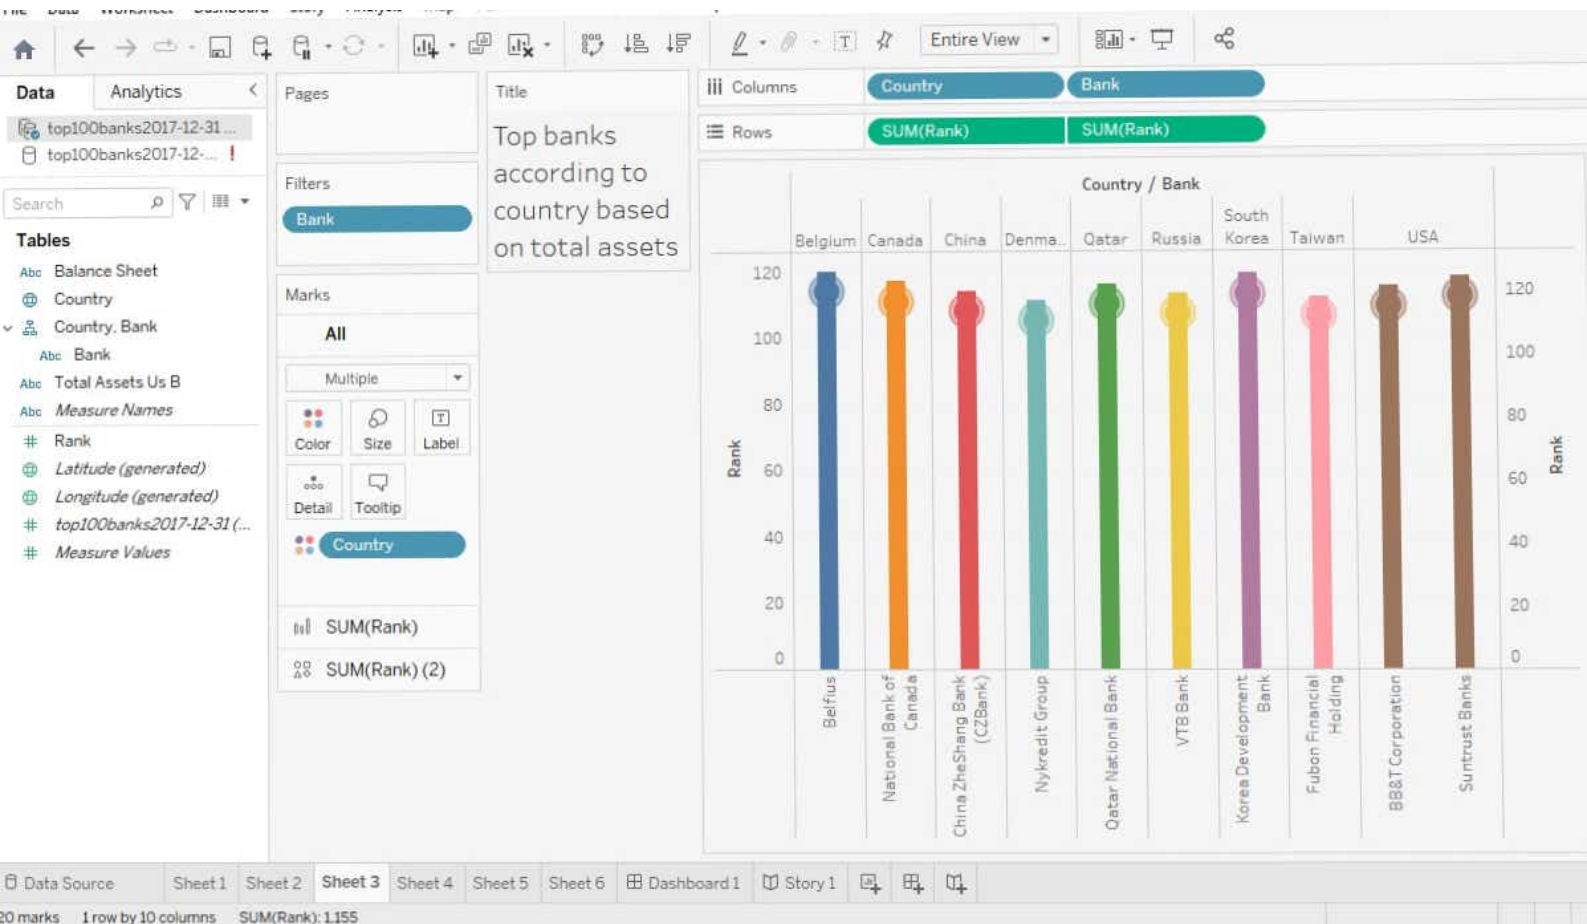 Entire View
Data
Analytics
top100banks2017-12-31 ...
top100banks2017-12-... !
Search
Tables
Abc Balance Sheet
Country
Country, Bank
Abc Bank
Abc Total Assets Us B
Abc Measure Names
# Rank
Latitude (generated)
Longitude (generated)
# top100banks2017-12-31 (...
# Measure Values
Pages
Filters
Bank
Marks
All
Multiple
Color Size Label
Detail Tooltip
Country
SUM(Rank)
SUM(Rank) (2)
Title
Top banks
according to
country based
on total assets
Columns Country Bank
Rows SUM(Rank) SUM(Rank)
Country / Bank
Belgium Canada China Denma.. Qatar Russia South Korea Taiwan USA
120
100
80
60
40
20
0
Rank
120
100
80
60
40
20
0
Rank
Belfius
National Bank of
Canada
China ZheShang Bank
(CZBank)
Nykredit Group
Qatar National Bank
VTB Bank
Korea Development
Bank
Fubon Financial
Holding
BB&T Corporation
Suntrust Banks
Data Source Sheet 1 Sheet 2 Sheet 3 Sheet 4 Sheet 5 Sheet 6 Dashboard 1 Story 1
20 marks 1 row by 10 columns SUM(Rank): 1,155